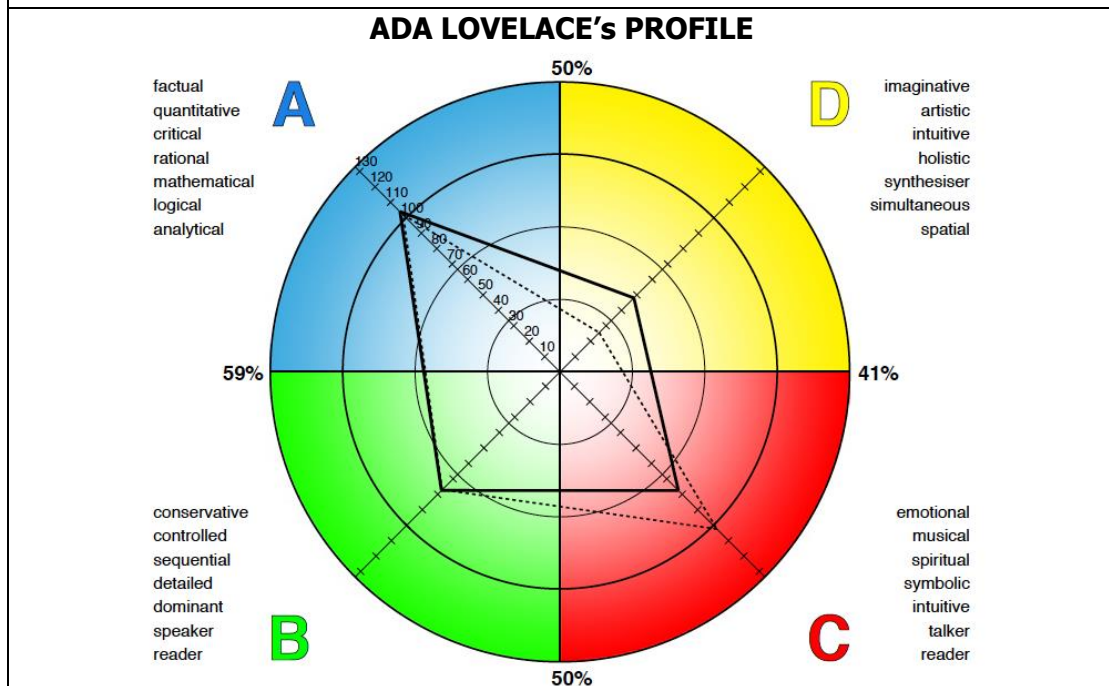 ADA LOVELACE's PROFILE
50%
A
factual
quantitative
critical
rational
mathematical
logical
analytical
D
imaginative
artistic
intuitive
holistic
synthesiser
simultaneous
spatial
130
120
110
100
90
80
70
60
50
40
30
20
10
59%
41%
conservative
controlled
sequential
detailed
dominant
speaker
reader
B
emotional
musical
spiritual
symbolic
intuitive
talker
reader
C
50%